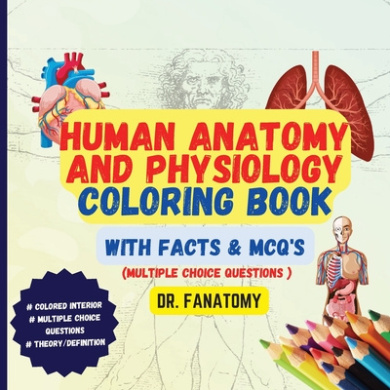 HUMAN ANATOMY
AND PHYSIOLOGY
COLORING BOOK
WITH FACTS & MCQ'S
(MULTIPLE CHOICE QUESTIONS )
DR. FANATOMY
# COLORED INTERIOR
# MULTIPLE CHOICE
QUESTIONS
# THEORY/DEFINITION